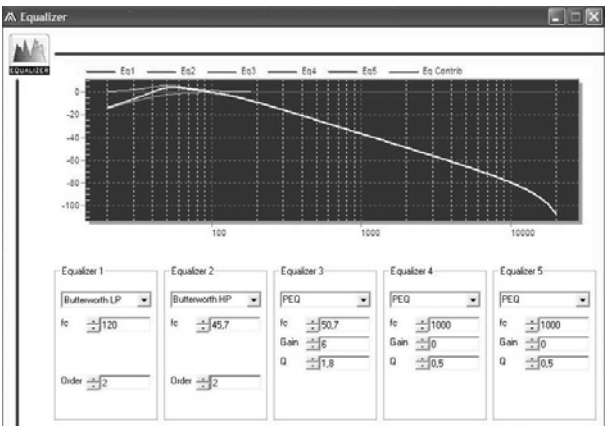 Equalizer
EQUALIZER
Eq1 Eq2 Eq3 Eq4 Eq5 Eq Contrib
0
-20
-40
-60
-80
-100
100 1000 10000
Equalizer 1 Equalizer 2 Equalizer 3 Equalizer 4 Equalizer 5
Butterworth LP Butterworth HP PEQ PEQ PEQ
fc 120 fc 45,7 fc 50,7 fc 1000 fc 1000
Gain 6 Gain 0 Gain 0
Q 1,8 Q 0,5 Q 0,5
Order 2 Order 2